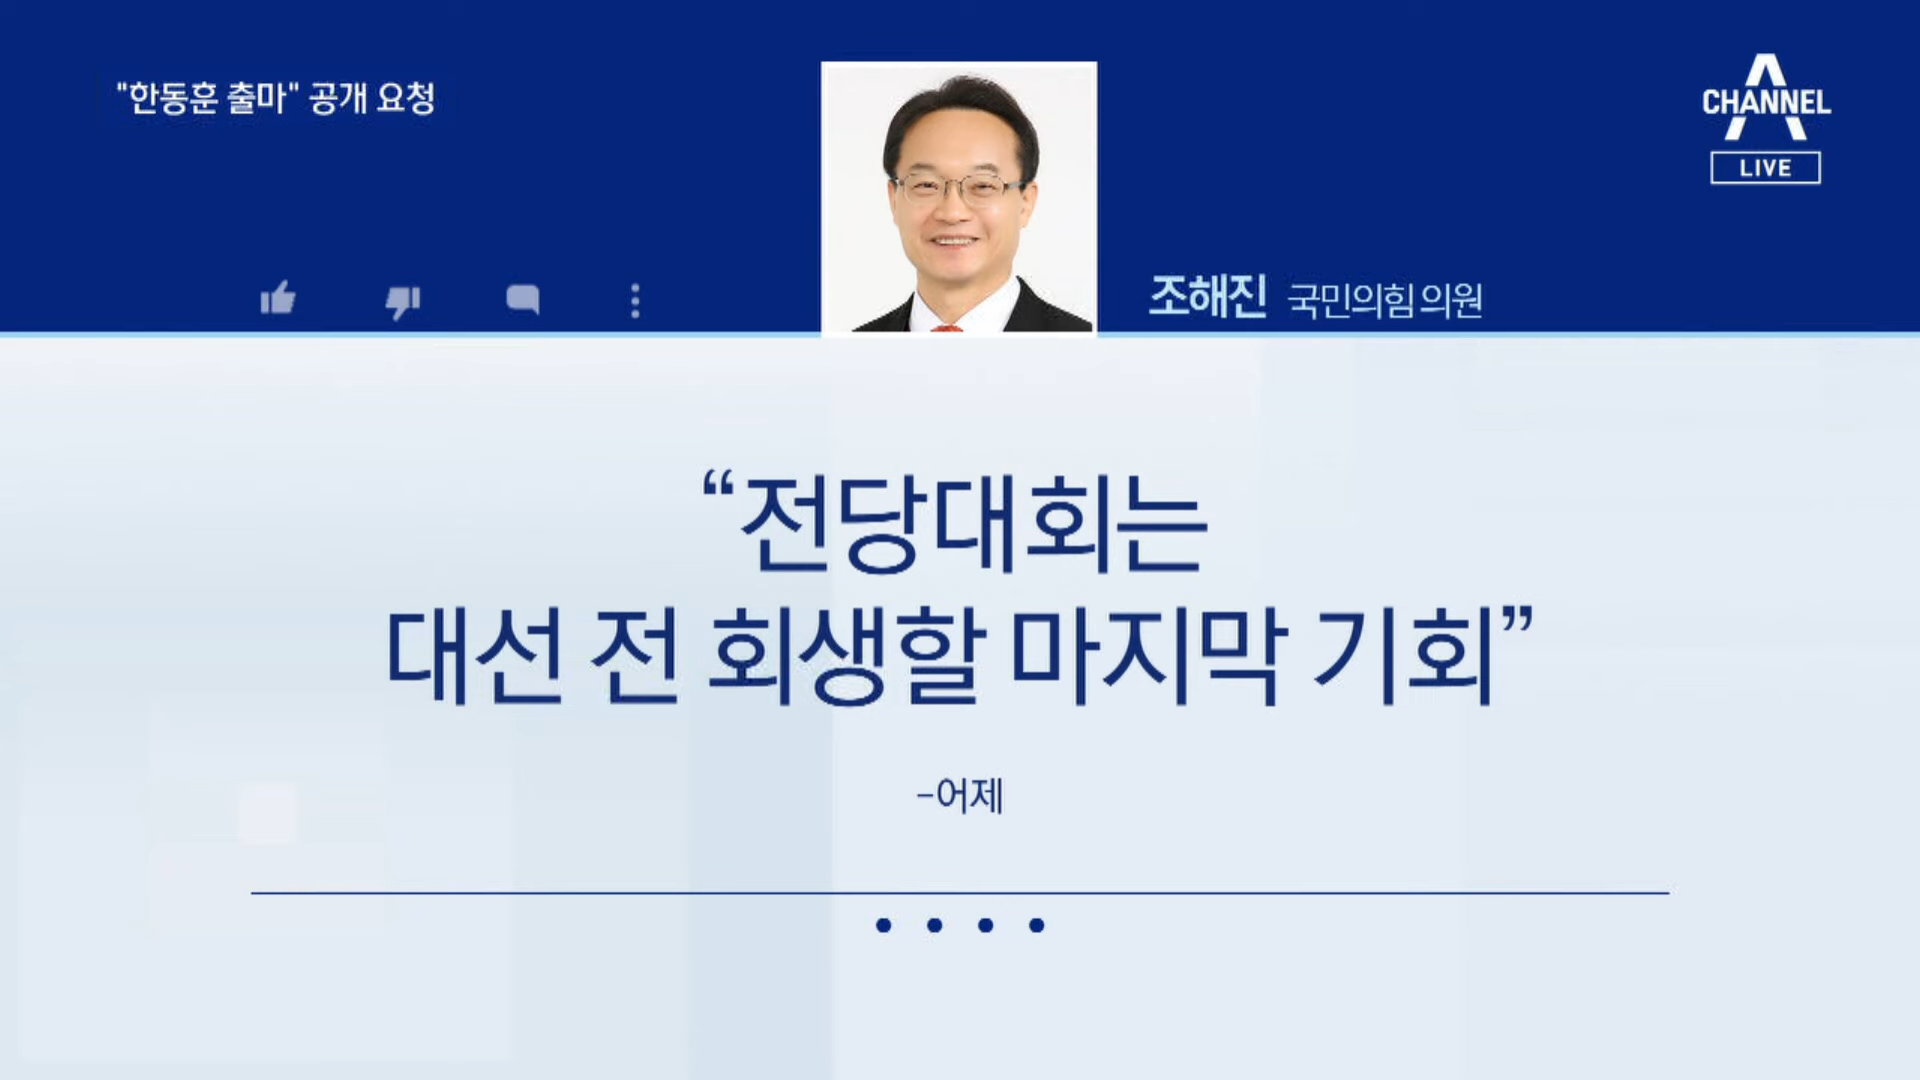 "한동훈 출마" 공개 요청
CHANNEL A
LIVE
조해진 국민의힘 의원
“전당대회는
대선 전 회생할 마지막 기회”
-어제